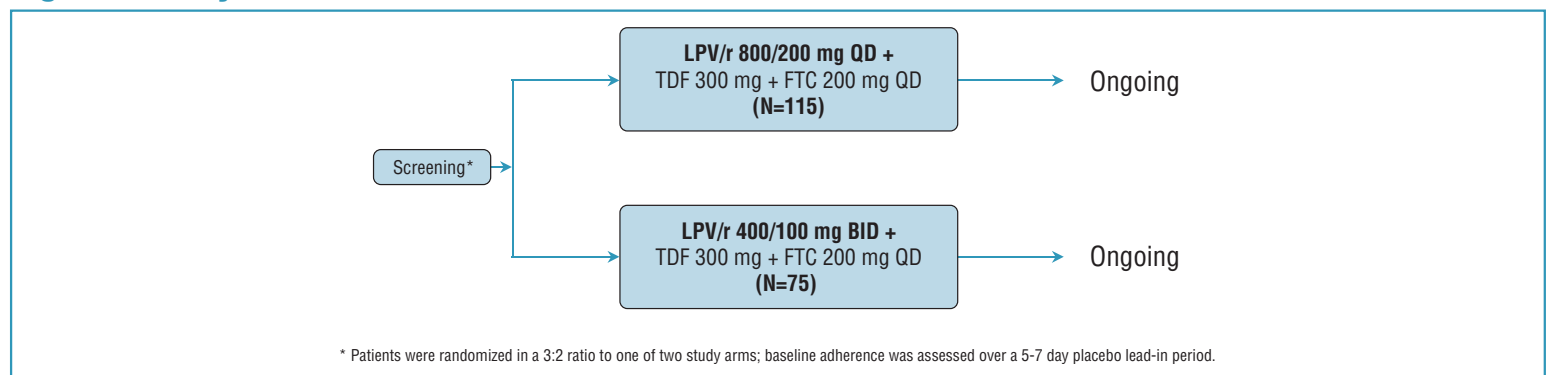 LPV/r 800/200 mg QD +
TDF 300 mg + FTC 200 mg QD
(N=115)
Ongoing
Screening*
LPV/r 400/100 mg BID +
TDF 300 mg + FTC 200 mg QD
(N=75)
Ongoing
* Patients were randomized in a 3:2 ratio to one of two study arms; baseline adherence was assessed over a 5-7 day placebo lead-in period.